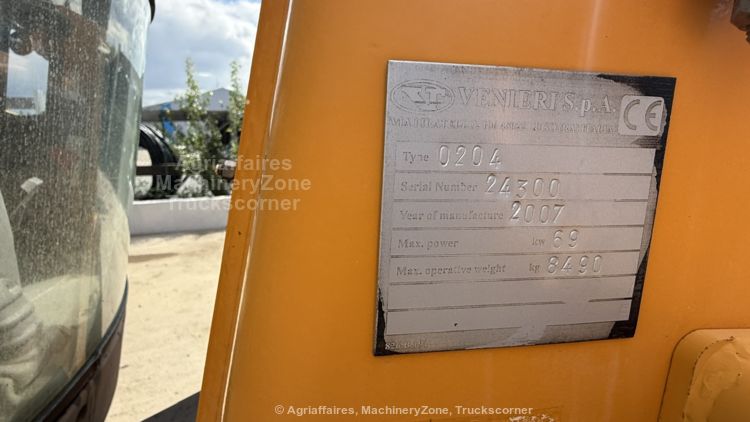 VENIERI S.p.A.
CE
Type 0204
Serial Number 24300
Year of manufacture 2007
Max. power kw 69
Max. operative weight kg 8490
Agriaffaires
MachineryZone
Truckscorner
© Agriaffaires, MachineryZone, Truckscorner